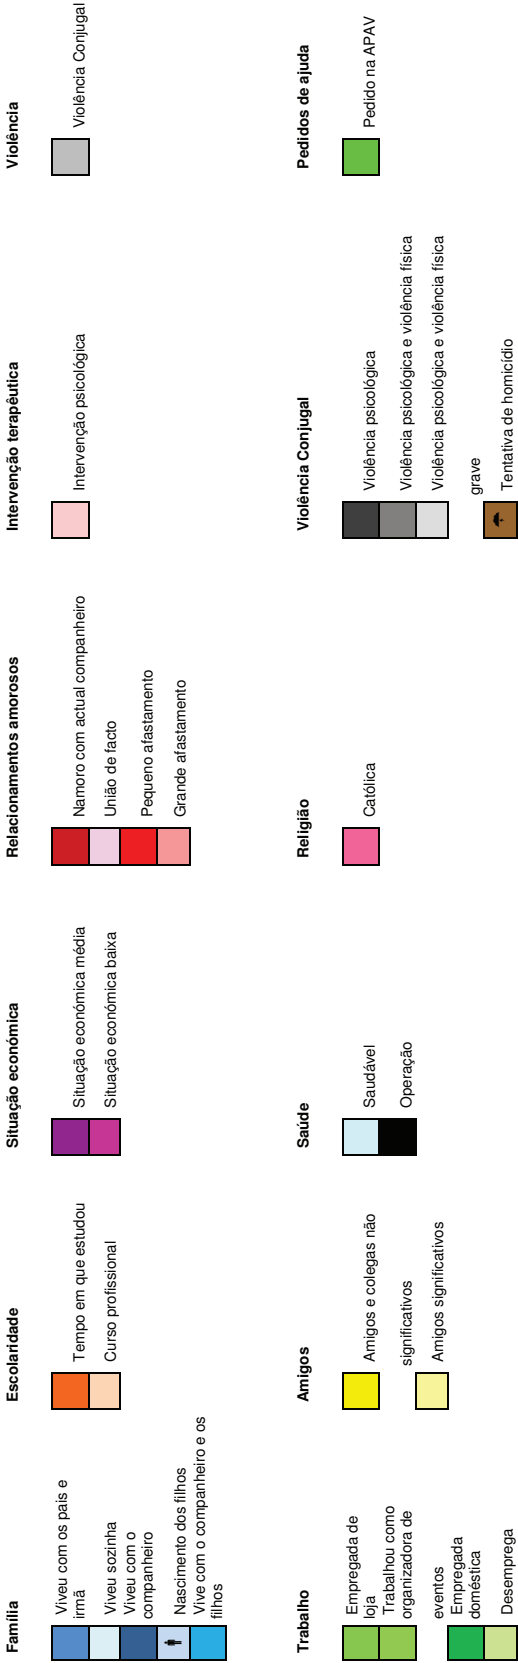 Família
Viveu com os pais e
irmã
Viveu sozinha
Viveu com o
companheiro
Nascimento dos filhos
Vive com o companheiro e os
filhos
Escolaridade
Tempo em que estudou
Curso profissional
Situação económica
Situação económica média
Situação económica baixa
Relacionamentos amorosos
Namoro com actual companheiro
União de facto
Pequeno afastamento
Grande afastamento
Intervenção terapêutica
Intervenção psicológica
Violência
Violência Conjugal
Trabalho
Empregada de
loja
Trabalhou como
organizadora de
eventos
Empregada
doméstica
Desemprega
Amigos
Amigos e colegas não
significativos
Amigos significativos
Saúde
Saudável
Operação
Religião
Católica
Violência Conjugal
Violência psicológica
Violência psicológica e violência física
Violência psicológica e violência física
grave
Tentativa de homicídio
Pedidos de ajuda
Pedido na APAV